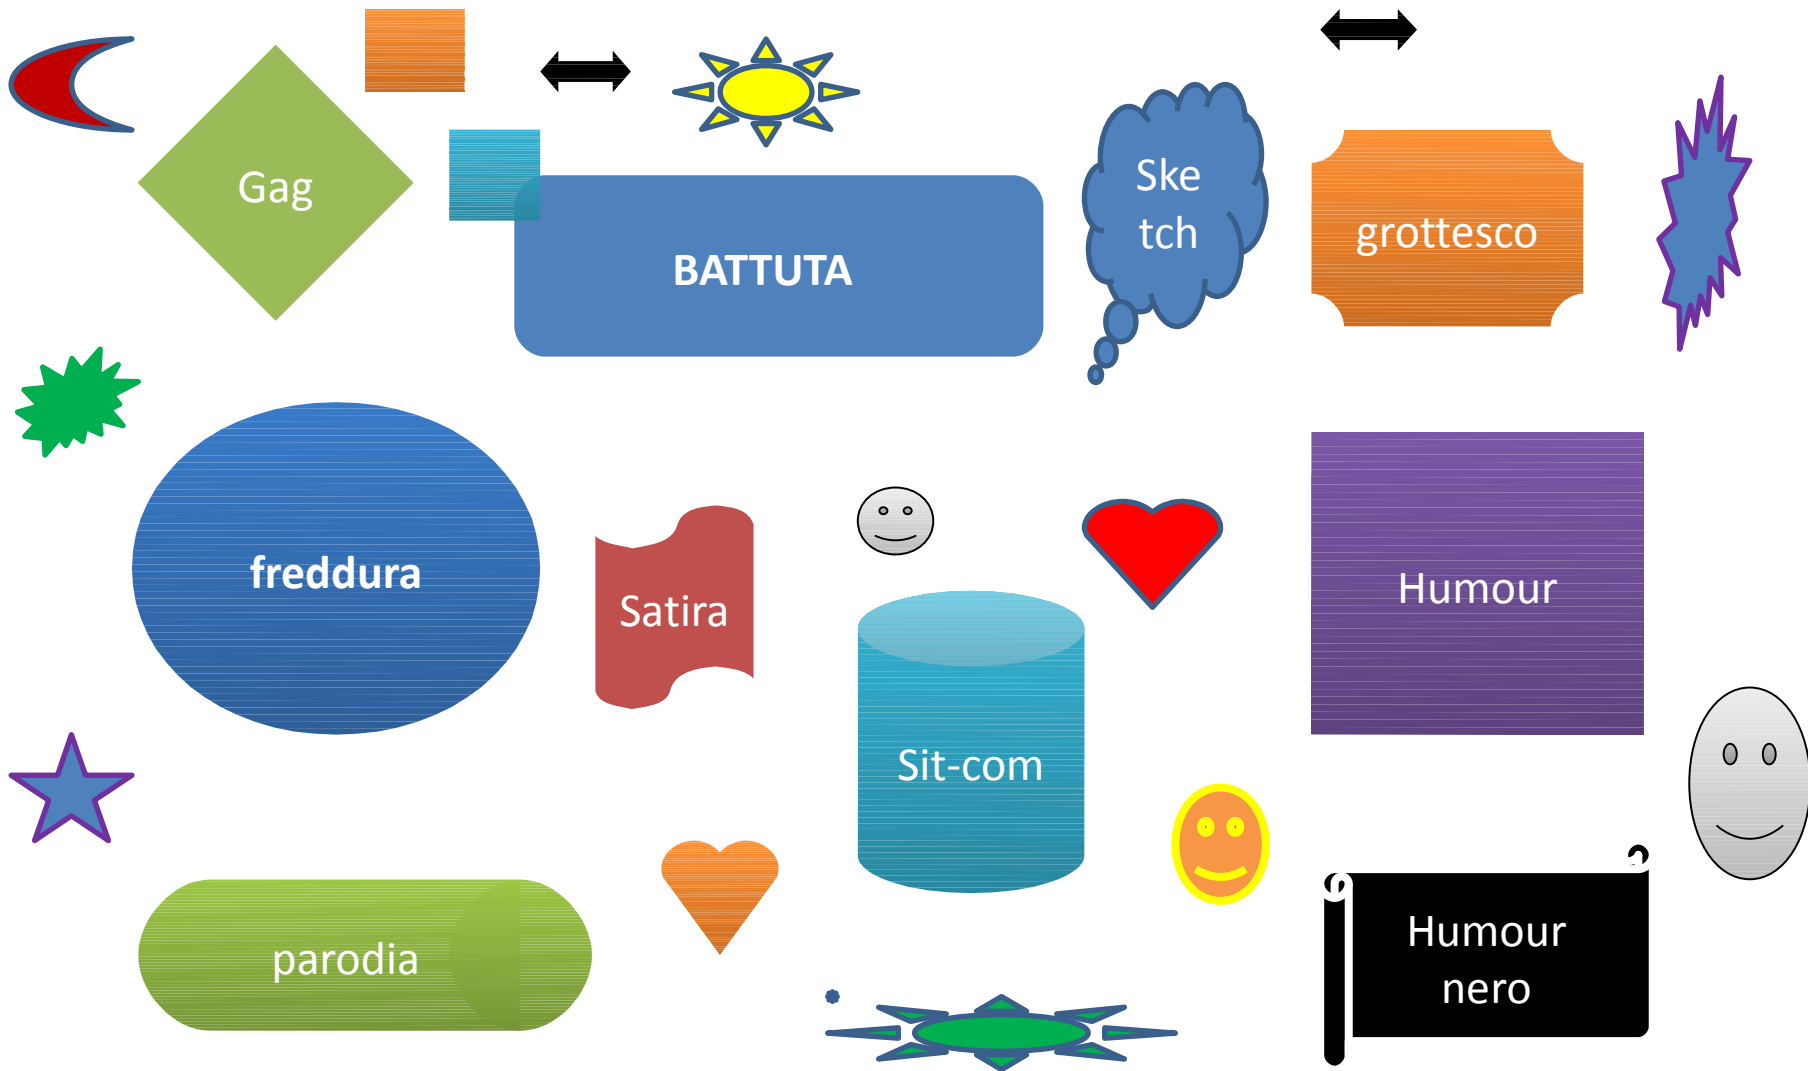 Gag
BATTUTA
Ske
tch
grottesco
freddura
Satira
Humour
Sit-com
parodia
Humour
nero